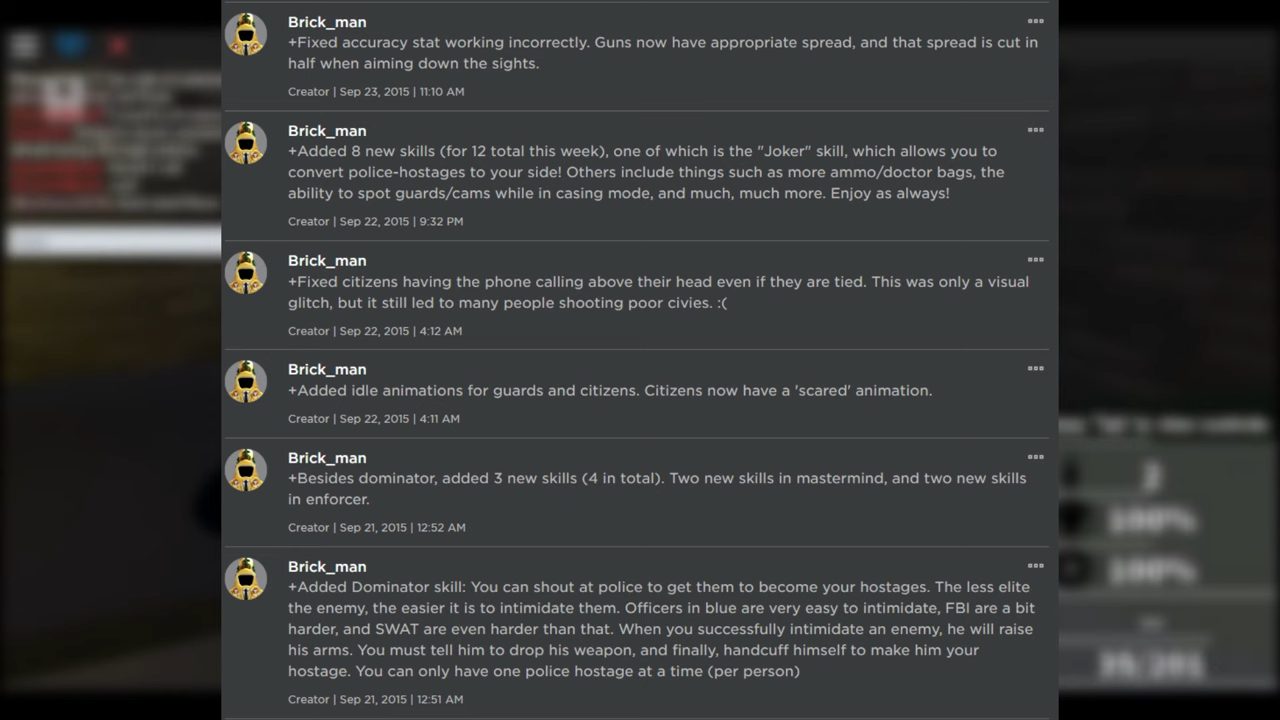 Brick_man
+Fixed accuracy stat working incorrectly. Guns now have appropriate spread, and that spread is cut in
half when aiming down the sights.
Creator | Sep 23, 2015 | 11:10 AM
Brick_man
+Added 8 new skills (for 12 total this week), one of which is the "Joker" skill, which allows you to
convert police-hostages to your side! Others include things such as more ammo/doctor bags, the
ability to spot guards/cams while in casing mode, and much, much more. Enjoy as always!
Creator | Sep 22, 2015 | 9:32 PM
Brick_man
+Fixed citizens having the phone calling above their head even if they are tied. This was only a visual
glitch, but it still led to many people shooting poor civies. :(
Creator | Sep 22, 2015 | 4:12 AM
Brick_man
+Added idle animations for guards and citizens. Citizens now have a 'scared' animation.
Creator | Sep 22, 2015 | 4:11 AM
Brick_man
+Besides dominator, added 3 new skills (4 in total). Two new skills in mastermind, and two new skills
in enforcer.
Creator | Sep 21, 2015 | 12:52 AM
Brick_man
+Added Dominator skill: You can shout at police to get them to become your hostages. The less elite
the enemy, the easier it is to intimidate them. Officers in blue are very easy to intimidate, FBI are a bit
harder, and SWAT are even harder than that. When you successfully intimidate an enemy, he will raise
his arms. You must tell him to drop his weapon, and finally, handcuff himself to make him your
hostage. You can only have one police hostage at a time (per person)
Creator | Sep 21, 2015 | 12:51 AM
2
100%
100%